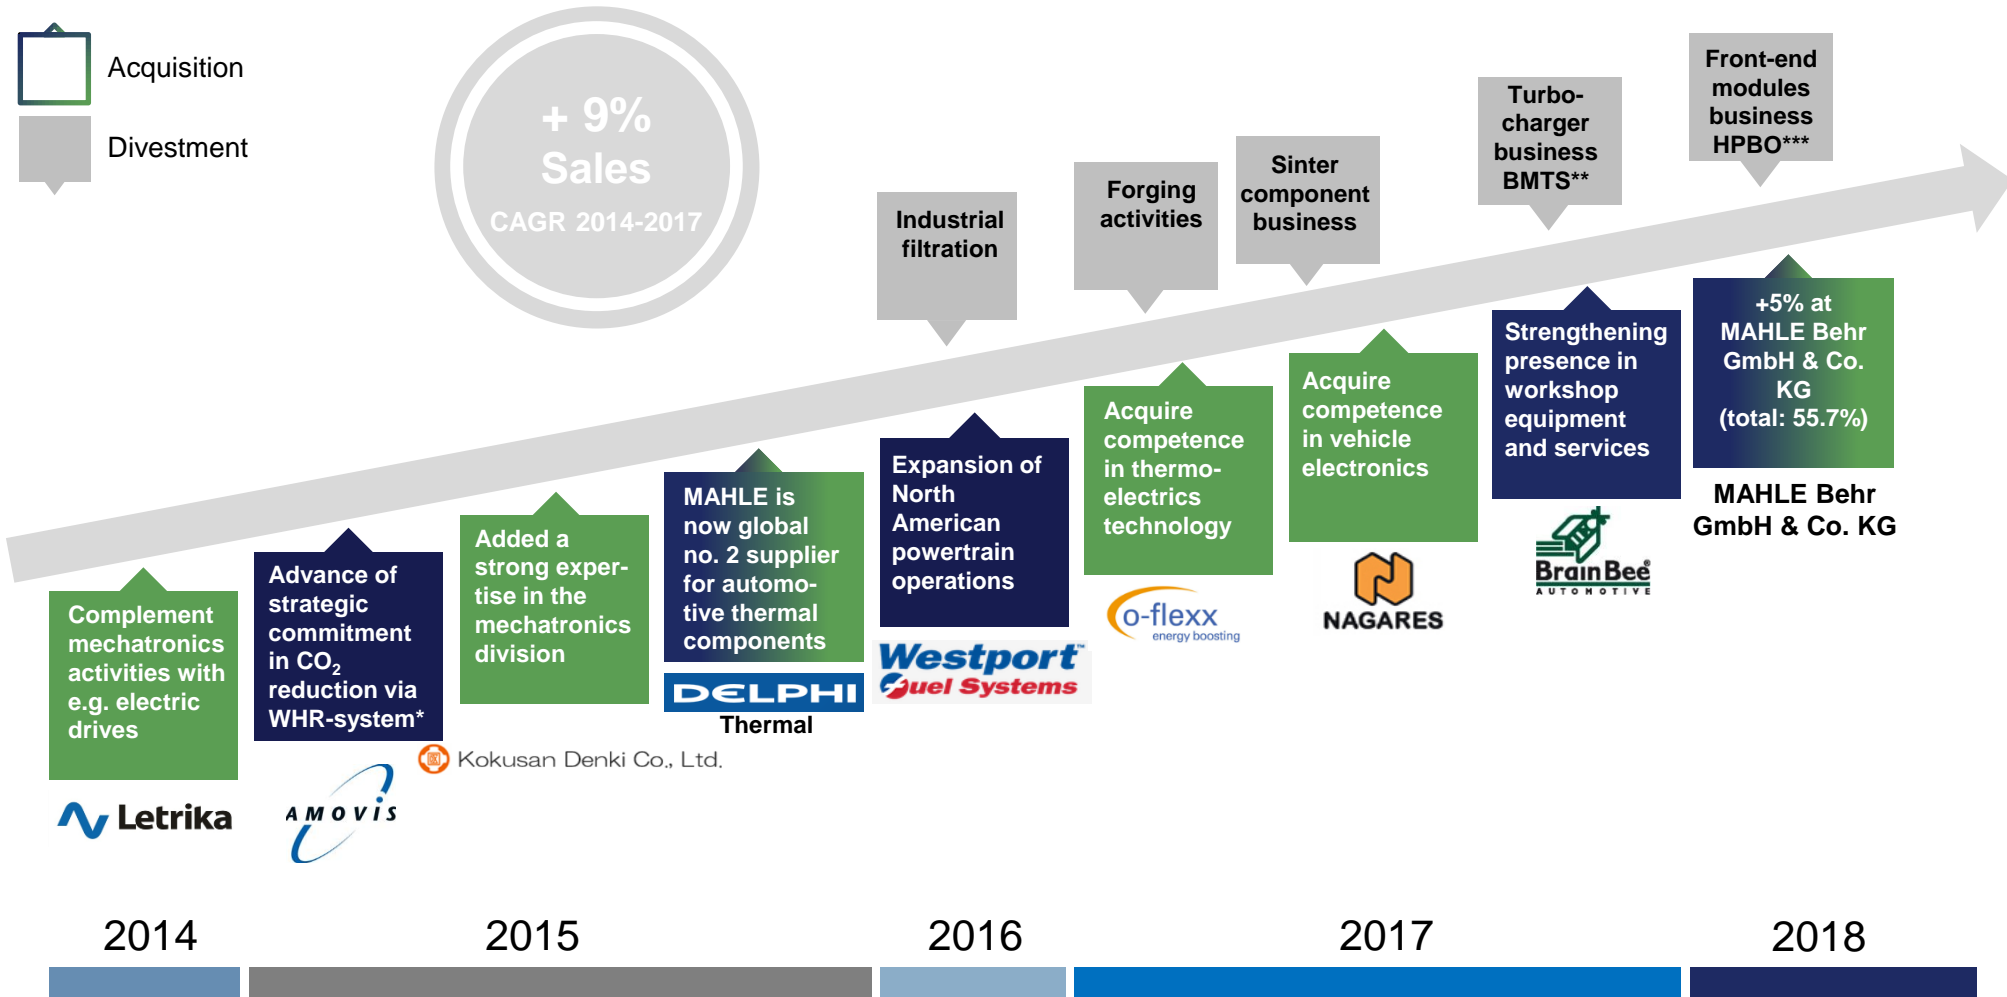 Acquisition
Divestment
+ 9%
Sales
CAGR 2014-2017
Industrial
filtration
Forging
activities
Sinter
component
business
Turbo-
charger
business
BMTS**
Front-end
modules
business
HPBO***
Complement
mechatronics
activities with
e.g. electric
drives
Letrika
Advance of
strategic
commitment
in CO2
reduction via
WHR-system*
AMOVIS
Added a
strong exper-
tise in the
mechatronics
division
Kokusan Denki Co., Ltd.
MAHLE is
now global
no. 2 supplier
for automo-
tive thermal
components
DELPHI
Thermal
Expansion of
North
American
powertrain
operations
Westport™
Fuel Systems
Acquire
competence
in thermo-
electrics
technology
o-flexx
energy boosting
Acquire
competence
in vehicle
electronics
NAGARES
Strengthening
presence in
workshop
equipment
and services
BrainBee®
AUTOMOTIVE
+5% at
MAHLE Behr
GmbH & Co.
KG
(total: 55.7%)
MAHLE Behr
GmbH & Co. KG
2014
2015
2016
2017
2018